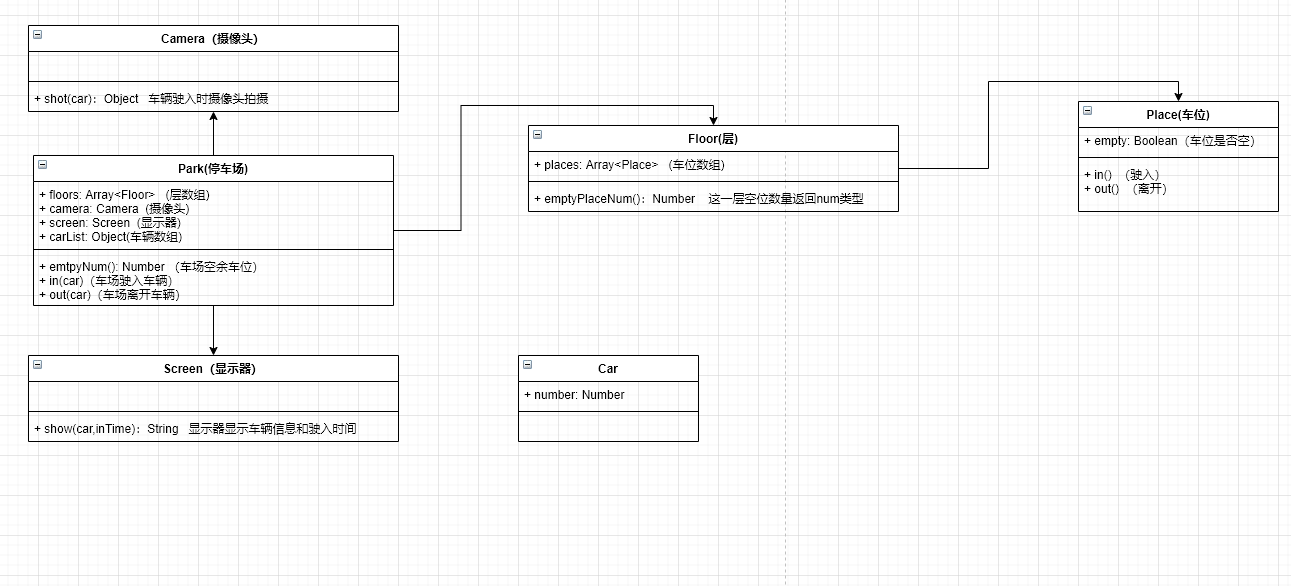 Camera（摄像头）
+ shot(car)：Object 车辆驶入时摄像头拍摄
Park(停车场)
+ floors: Array<Floor> （层数组）
+ camera: Camera（摄像头）
+ screen: Screen（显示器）
+ carList: Object(车辆数组)
+ emtpyNum(): Number （车场空余车位）
+ in(car)（车场驶入车辆）
+ out(car)（车场离开车辆）
Screen（显示器）
+ show(car,inTime)：String 显示器显示车辆信息和驶入时间
Floor(层)
+ places: Array<Place> （车位数组）
+ emptyPlaceNum()：Number 这一层空位数量返回num类型
Car
+ number: Number
Place(车位)
+ empty: Boolean（车位是否空）
+ in() （驶入）
+ out() （离开）